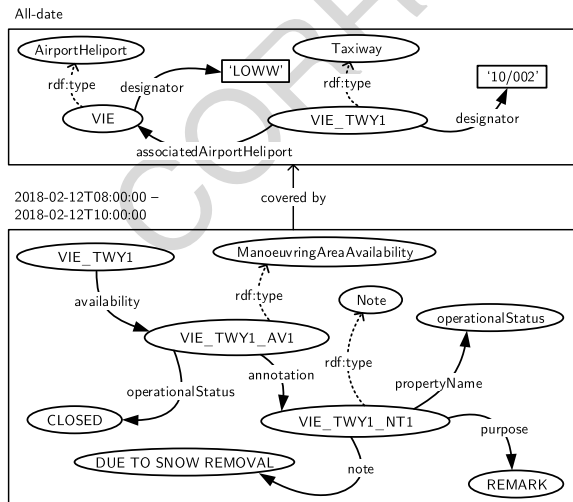 All-date
AirportHeliport
Taxiway
rdf:type
designator
'LOWW'
rdf:type
'10/002'
VIE
VIE_TWY1
designator
associatedAirportHeliport
2018-02-12T08:00:00 –
2018-02-12T10:00:00
covered by
VIE_TWY1
ManoeuvringAreaAvailability
availability
rdf:type
Note
operationalStatus
VIE_TWY1_AV1
rdf:type
annotation
operationalStatus
propertyName
CLOSED
VIE_TWY1_NT1
purpose
DUE TO SNOW REMOVAL
note
REMARK